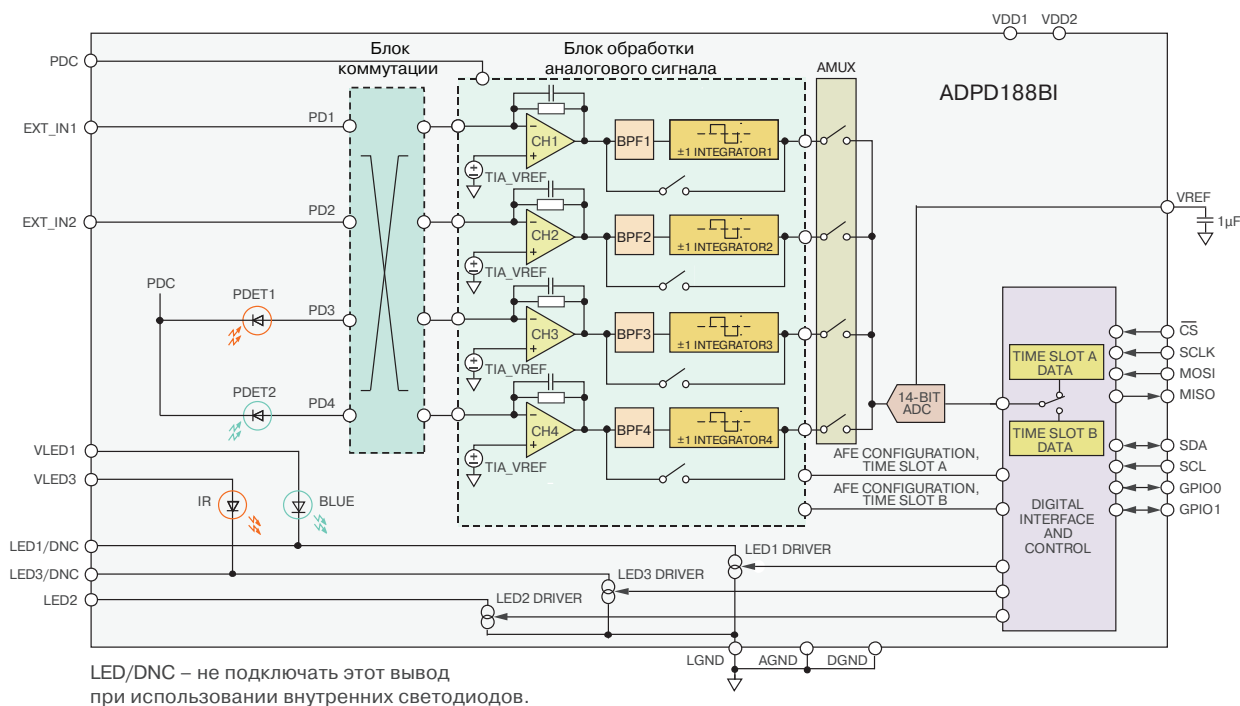 VDD1 VDD2
PDC
Блок
коммутации
Блок обработки
аналогового сигнала
AMUX
ADPD188BI
EXT_IN1
PD1
CH1
BPF1
±1 INTEGRATOR1
TIA_VREF
EXT_IN2
PD2
CH2
BPF2
±1 INTEGRATOR2
TIA_VREF
VREF
1µF
PDC
PDET1
PD3
CH3
BPF3
±1 INTEGRATOR3
TIA_VREF
PDET2
PD4
CH4
BPF4
±1 INTEGRATOR4
TIA_VREF
14-BIT
ADC
TIME SLOT A
DATA
TIME SLOT B
DATA
CS
SCLK
MOSI
MISO
SDA
SCL
GPIO0
GPIO1
AFE CONFIGURATION,
TIME SLOT A
AFE CONFIGURATION,
TIME SLOT B
DIGITAL
INTERFACE
AND
CONTROL
VLED1
VLED3
IR
BLUE
LED1/DNC
LED1 DRIVER
LED3/DNC
LED3 DRIVER
LED2
LED2 DRIVER
LGND
AGND
DGND
LED/DNC – не подключать этот вывод
при использовании внутренних светодиодов.